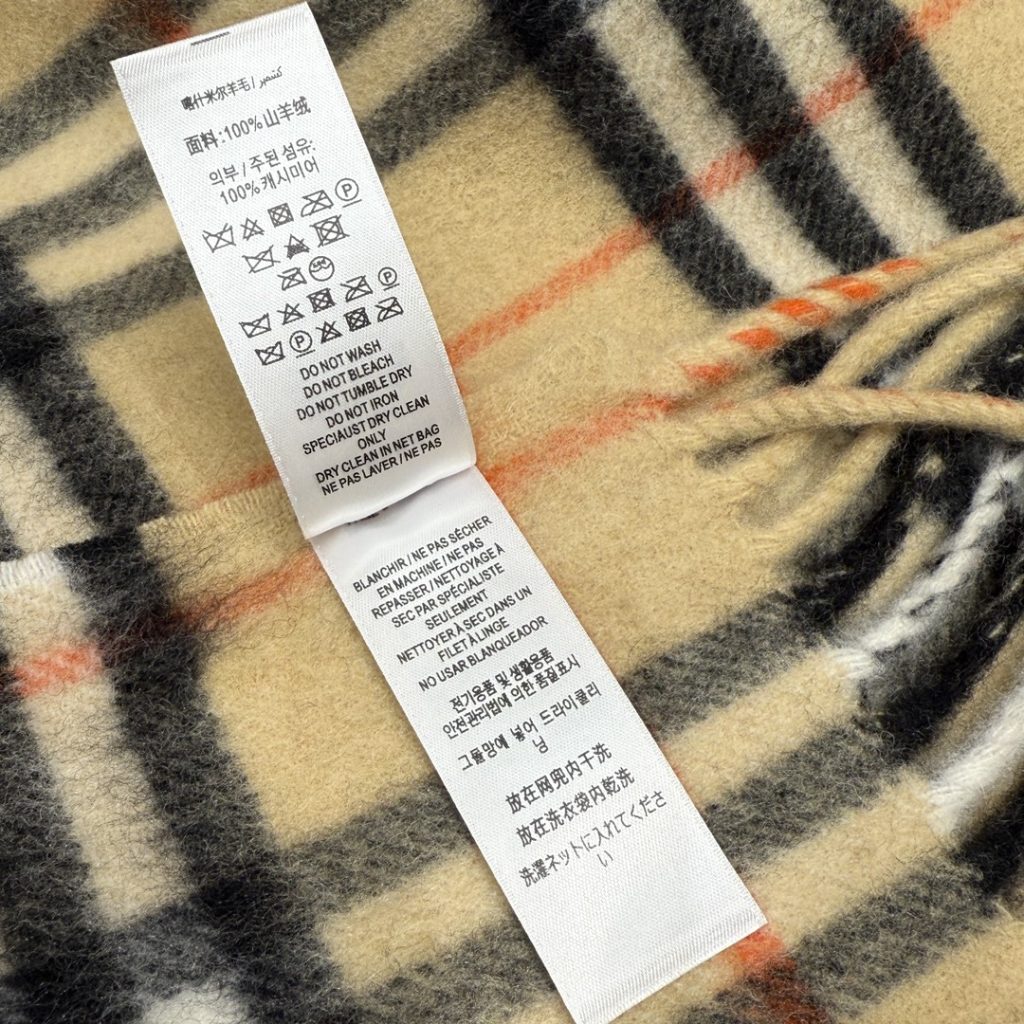 喀什米尔羊毛 / كشمير
面料:100%山羊绒
의부 / 주된 섬유:
100%캐시미어
P
P
P
DO NOT WASH
DO NOT BLEACH
DO NOT TUMBLE DRY
DO NOT IRON
SPECIAUST DRY CLEAN
ONLY
DRY CLEAN IN NET BAG
NE PAS LAVER / NE PAS
BLANCHIR / NE PAS SÉCHER
EN MACHINE / NE PAS
REPASSER / NETTOYAGE À
SEC PAR SPÉCIALISTE
SEULEMENT
NETTOYER À SEC DANS UN
FILET À LINGE
NO USAR BLANQUEADOR
전기용품 및 생활용품
안전관리법에 의한 품질표시
그물망에 넣어 드라이클리
닝
放在网兜内干洗
放在洗衣袋内乾洗
洗濯ネットに入れてくださ
い